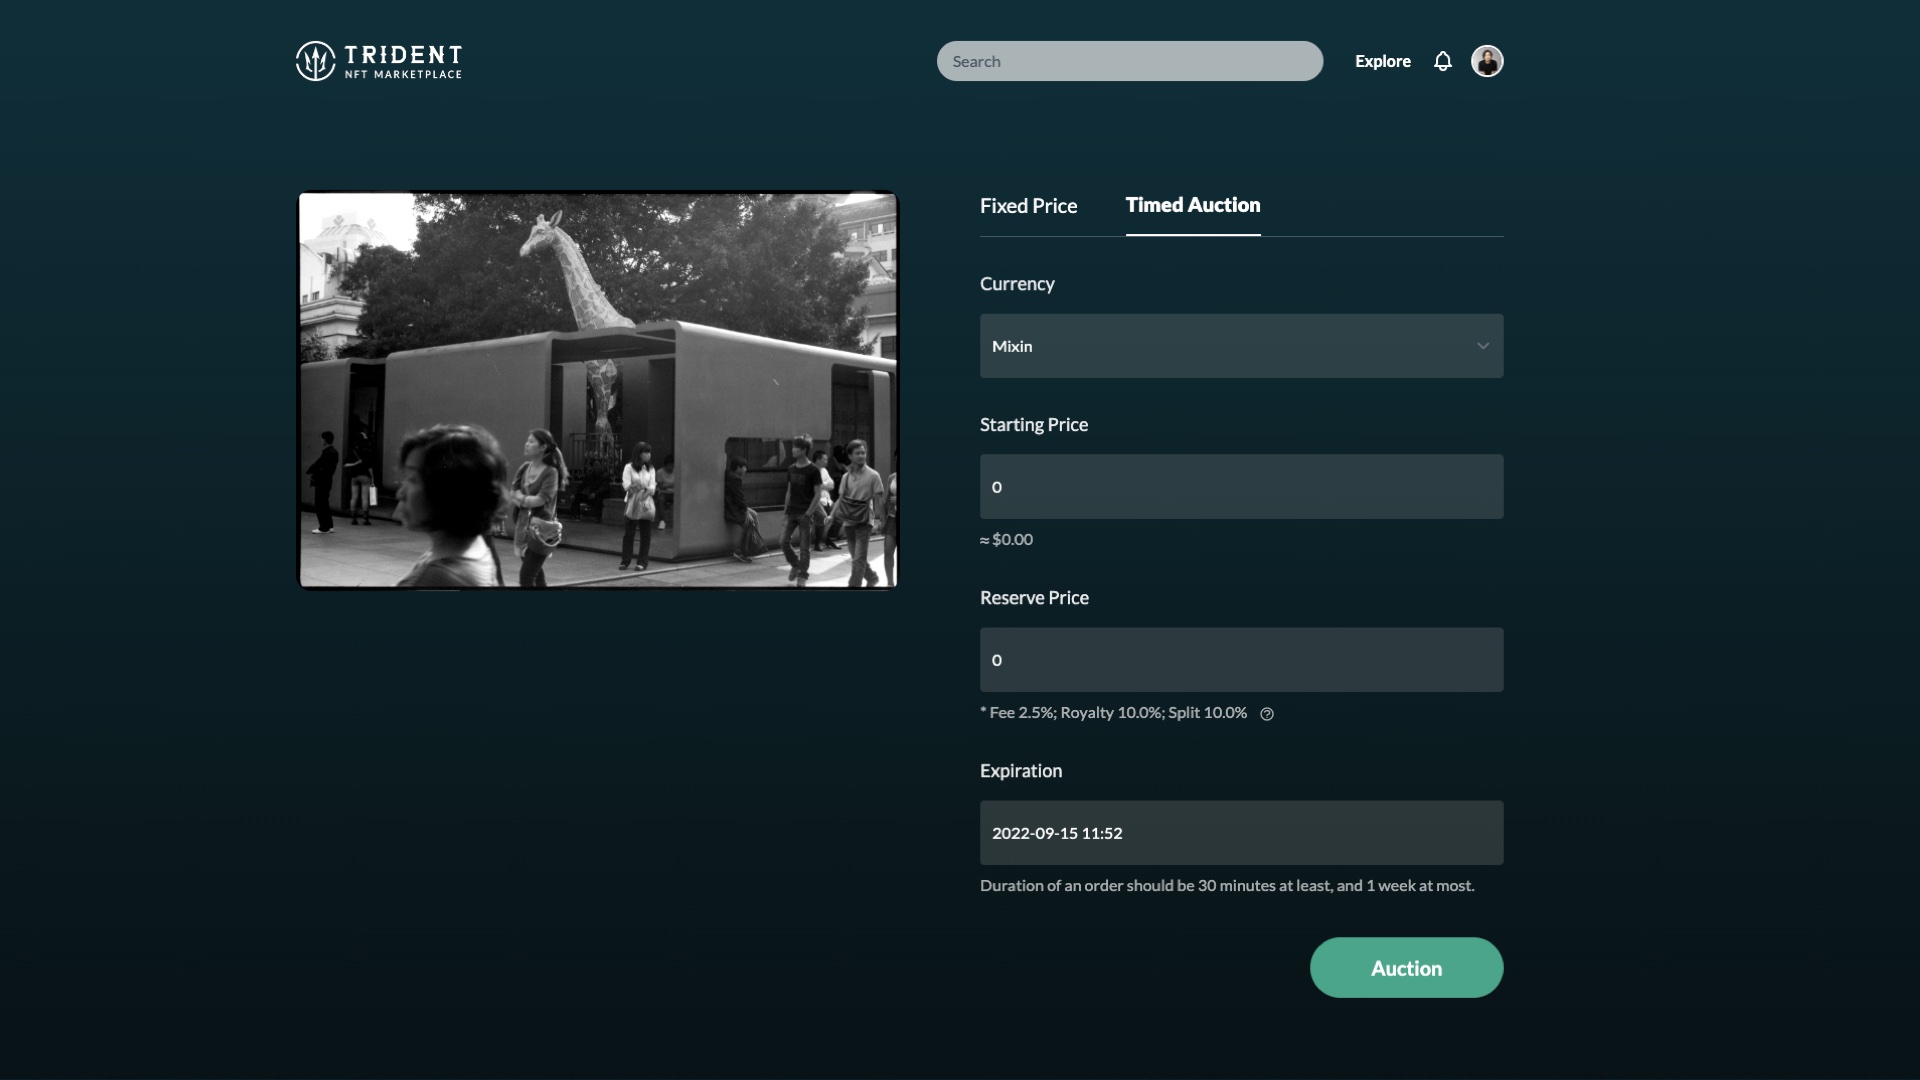 TRIDENT
NFT MARKETPLACE
Search
Explore
Fixed Price
Timed Auction
Currency
Mixin
Starting Price
0
≈ $0.00
Reserve Price
0
* Fee 2.5%; Royalty 10.0%; Split 10.0%
Expiration
2022-09-15 11:52
Duration of an order should be 30 minutes at least, and 1 week at most.
Auction